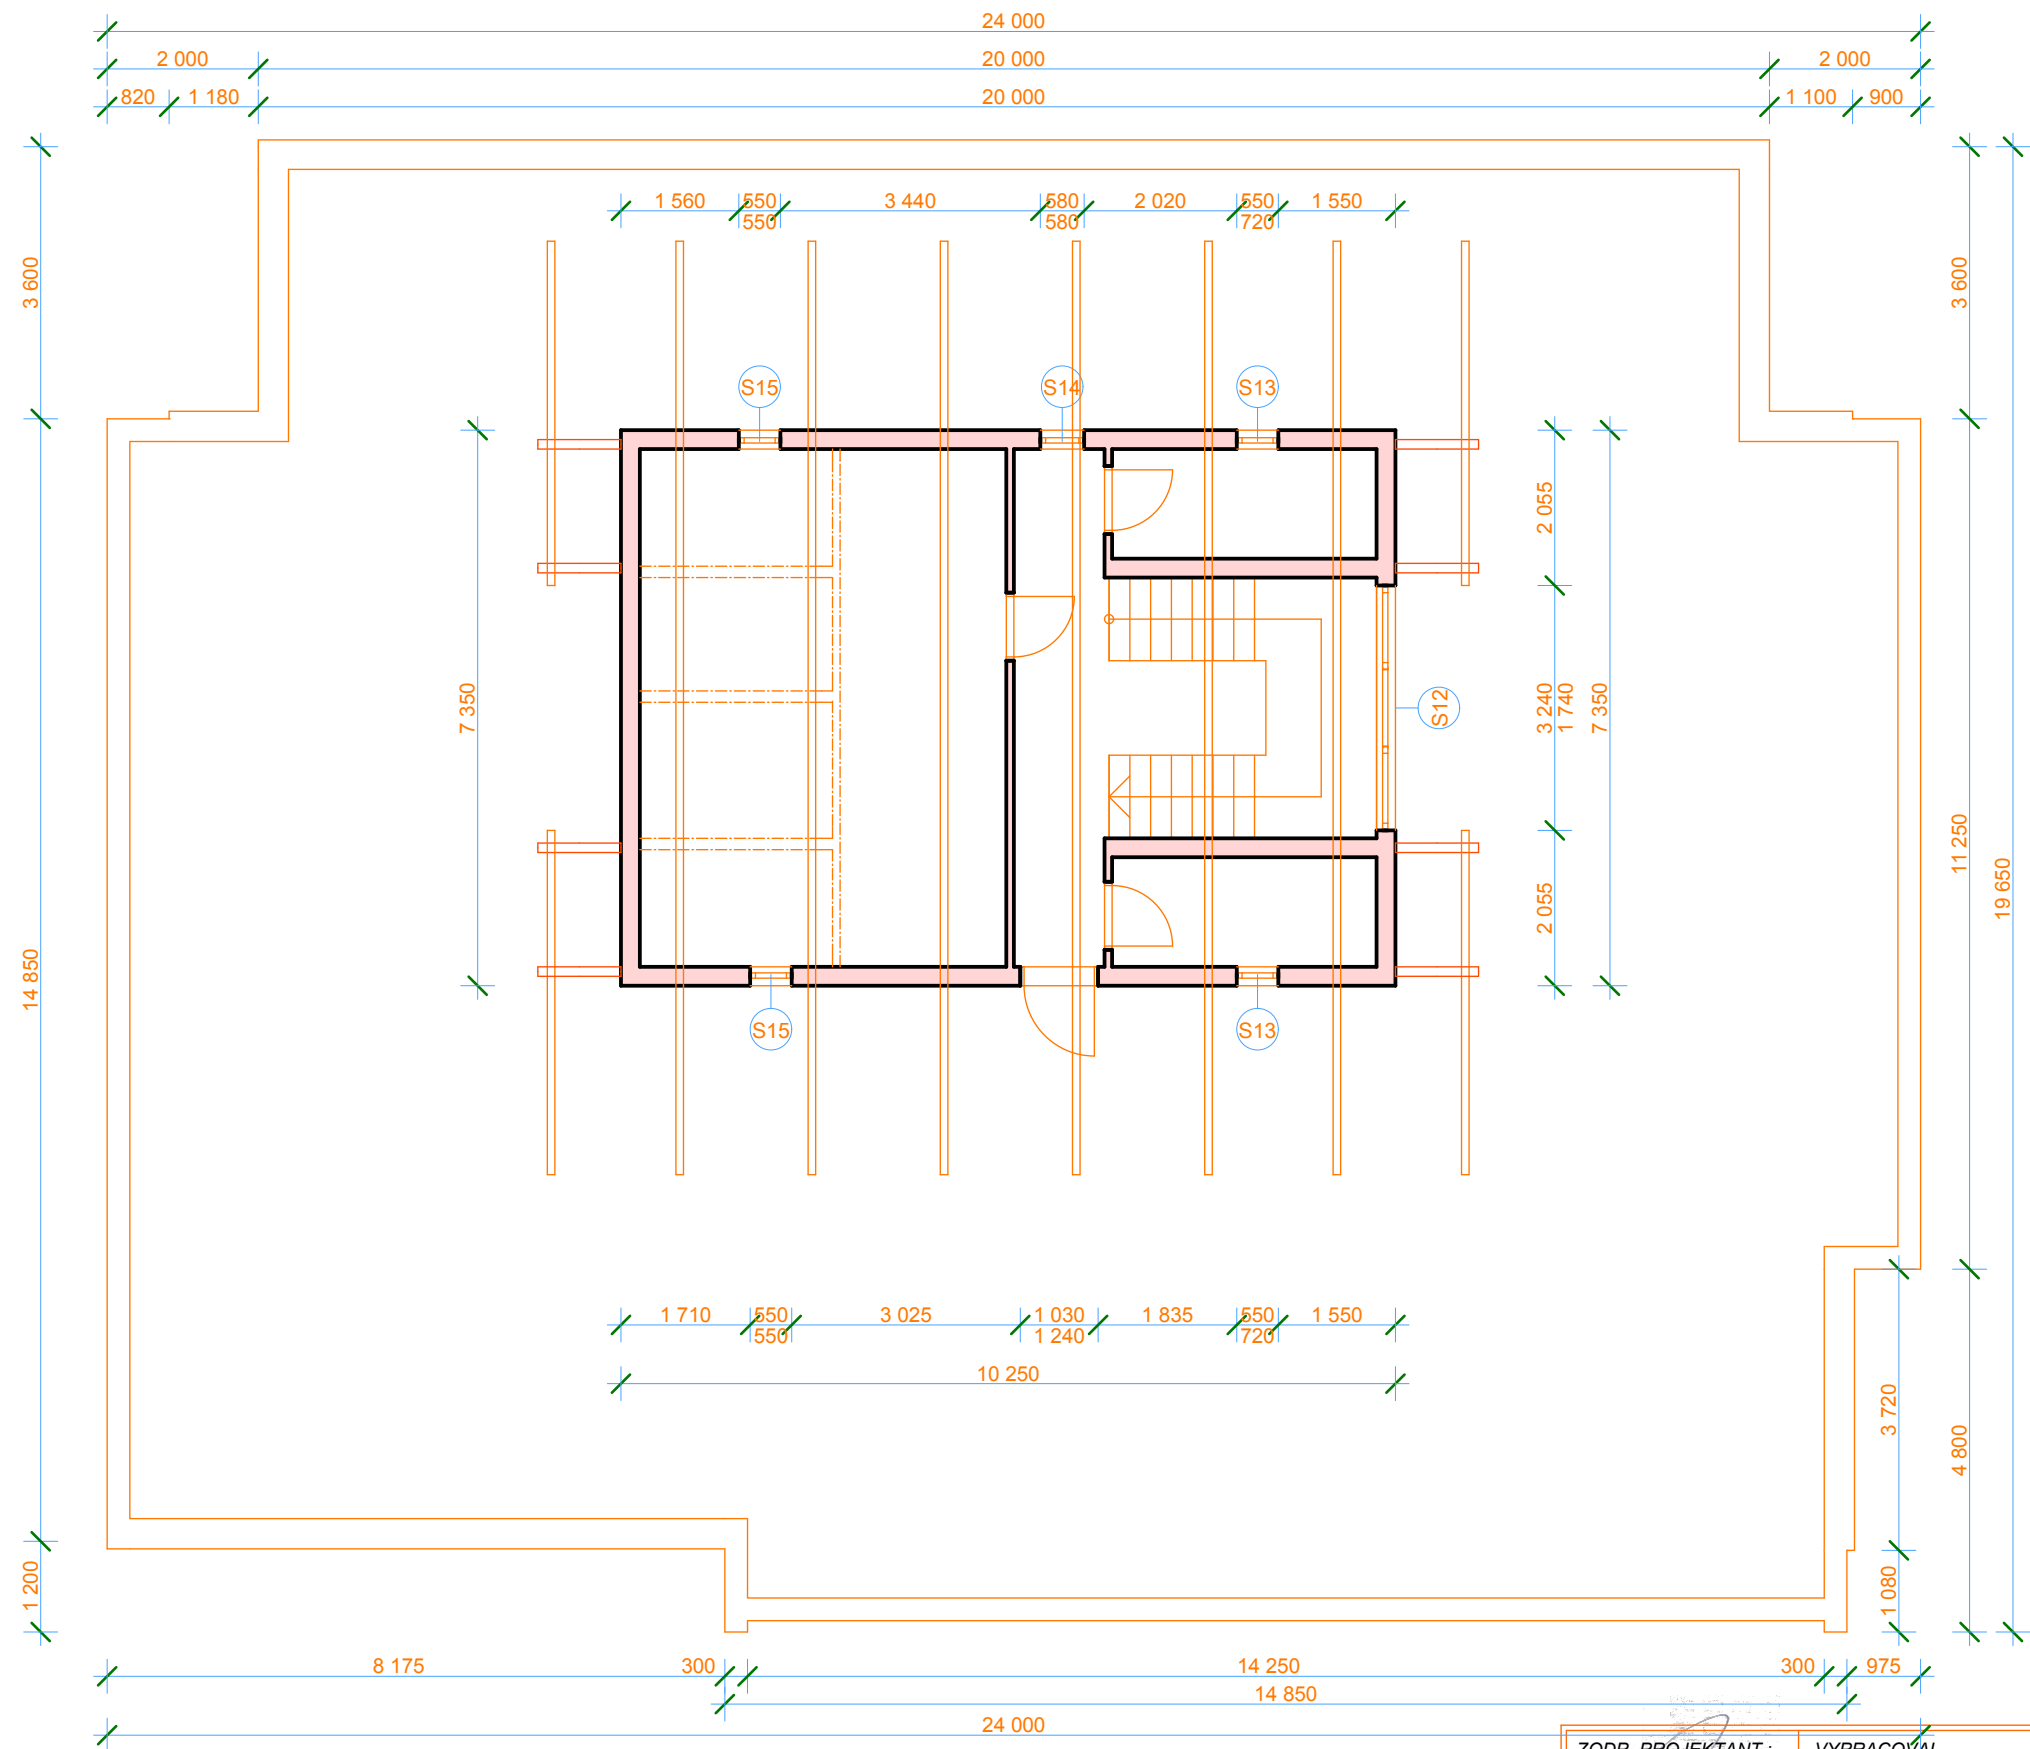 24 000
2 000 20 000 2 000
820 1 180 20 000 1 100 900
1 560 550 3 440 580 2 020 550 1 550
550 580 720
3 600 3 600
S15 S14 S13
2 055
7 350 3 240 1 740 7 350 S12
11 250
19 650
2 055
14 850
S15 S13
1 710 550 3 025 1 030 1 835 550 1 550
550 1 240 720
10 250
3 720
4 800
1 200 1 080
8 175 300 14 250 300 975
14 850
24 000
ZODP. PROJEKTANT : VYPRACOVAL